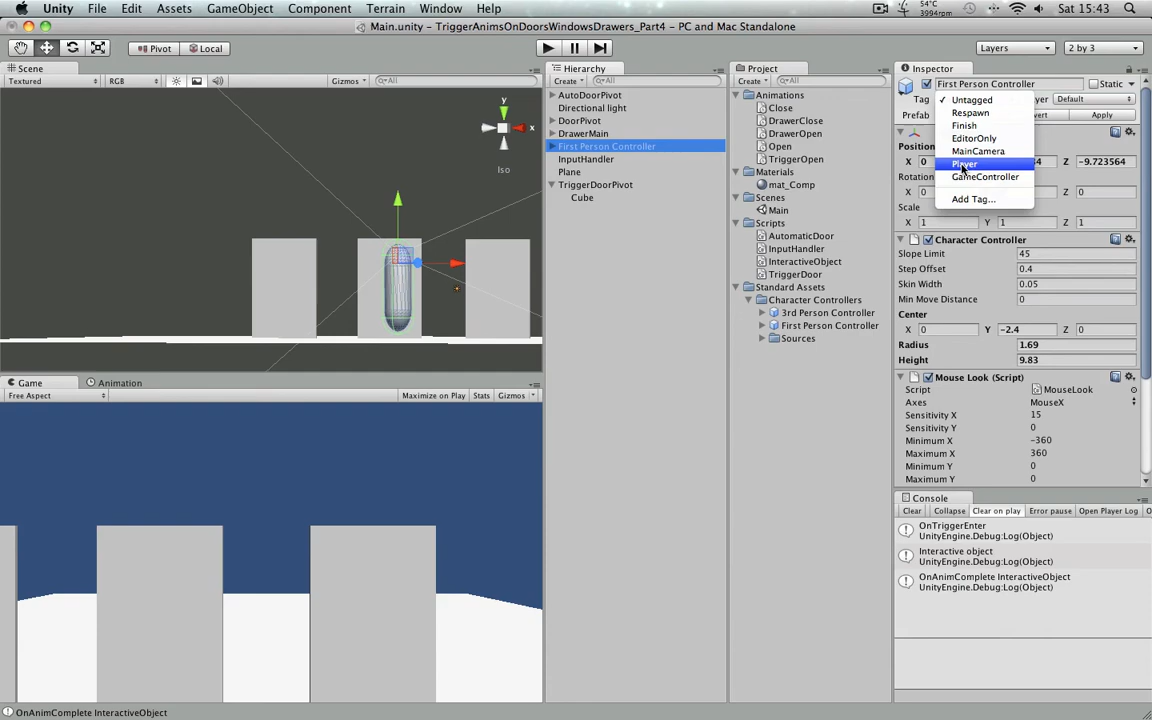 Unity File Edit Assets GameObject Component Terrain Window Help
54°C
3994rpm
Sat 15:43
Main.unity - TriggerAnimsOnDoorsWindowsDrawers_Part4 - PC and Mac Standalone
Pivot Local Layers 2 by 3
Scene
Textured RGB Gizmos All
y
x
Iso
Game Animation
Free Aspect Maximize on Play Stats Gizmos
Hierarchy
Create All
AutoDoorPivot
Directional light
DoorPivot
DrawerMain
First Person Controller
InputHandler
Plane
TriggerDoorPivot
Cube
Project
Create All
Animations
Close
DrawerClose
DrawerOpen
Open
TriggerOpen
Materials
mat_Comp
Scenes
Main
Scripts
AutomaticDoor
InputHandler
InteractiveObject
TriggerDoor
Standard Assets
Character Controllers
3rd Person Controller
First Person Controller
Sources
Inspector
First Person Controller Static
Tag Default
Prefab Apply
Untagged
Respawn
Finish
EditorOnly
MainCamera
Player
GameController
Add Tag...
X 0 Z -9.723564
X 0 Z 0
Scale
X 1 Y 1 Z 1
Character Controller
Slope Limit 45
Step Offset 0.4
Skin Width 0.05
Min Move Distance 0
Center
X 0 Y -2.4 Z 0
Radius 1.69
Height 9.83
Mouse Look (Script)
Script MouseLook
Axes MouseX
Sensitivity X 15
Sensitivity Y 0
Minimum X -360
Maximum X 360
Minimum Y 0
Maximum Y 0
Console
Clear Collapse Clear on play Error pause Open Player Log
OnTriggerEnter
UnityEngine.Debug:Log(Object)
Interactive object
UnityEngine.Debug:Log(Object)
OnAnimComplete InteractiveObject
UnityEngine.Debug:Log(Object)
OnAnimComplete InteractiveObject